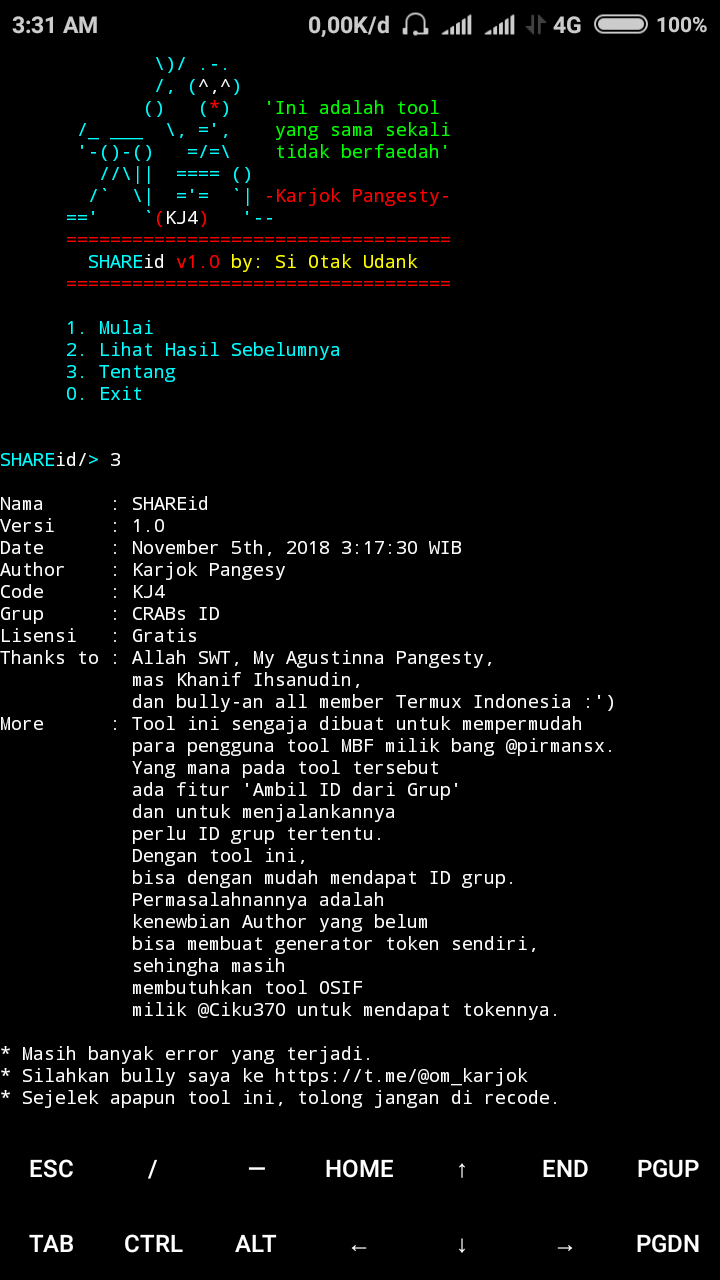 3:31 AM 0,00K/d 4G 100%
\)/ .-.
/, (^,^)
() (*) 'Ini adalah tool
/_ ___ \, =', yang sama sekali
'-()-() =/=\ tidak berfaedah'
//\|| ==== ()
/` \| ='= `| -Karjok Pangesty-
==' `(KJ4) '--
===================================
SHAREid v1.0 by: Si Otak Udank
===================================
1. Mulai
2. Lihat Hasil Sebelumnya
3. Tentang
0. Exit
SHAREid/> 3
Nama : SHAREid
Versi : 1.0
Date : November 5th, 2018 3:17:30 WIB
Author : Karjok Pangesy
Code : KJ4
Grup : CRABs ID
Lisensi : Gratis
Thanks to : Allah SWT, My Agustinna Pangesty,
mas Khanif Ihsanudin,
dan bully-an all member Termux Indonesia :')
More : Tool ini sengaja dibuat untuk mempermudah
para pengguna tool MBF milik bang @pirmansx.
Yang mana pada tool tersebut
ada fitur 'Ambil ID dari Grup'
dan untuk menjalankannya
perlu ID grup tertentu.
Dengan tool ini,
bisa dengan mudah mendapat ID grup.
Permasalahnannya adalah
kenewbian Author yang belum
bisa membuat generator token sendiri,
sehingha masih
membutuhkan tool OSIF
milik @Ciku370 untuk mendapat tokennya.
* Masih banyak error yang terjadi.
* Silahkan bully saya ke https://t.me/@om_karjok
* Sejelek apapun tool ini, tolong jangan di recode.
ESC / — HOME ↑ END PGUP
TAB CTRL ALT ← ↓ → PGDN